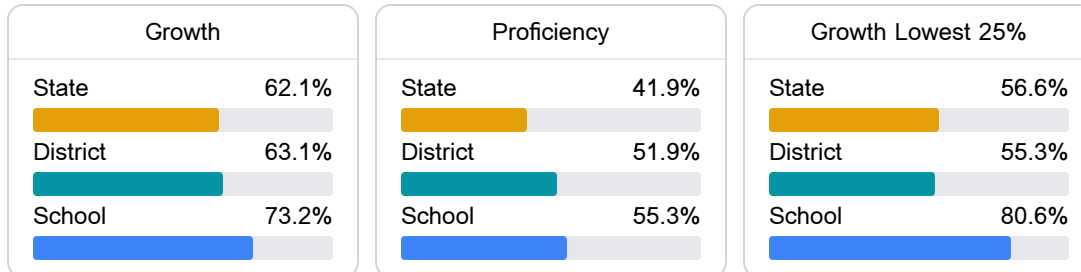 Growth
State 62.1%
District 63.1%
School 73.2%
Proficiency
State 41.9%
District 51.9%
School 55.3%
Growth Lowest 25%
State 56.6%
District 55.3%
School 80.6%